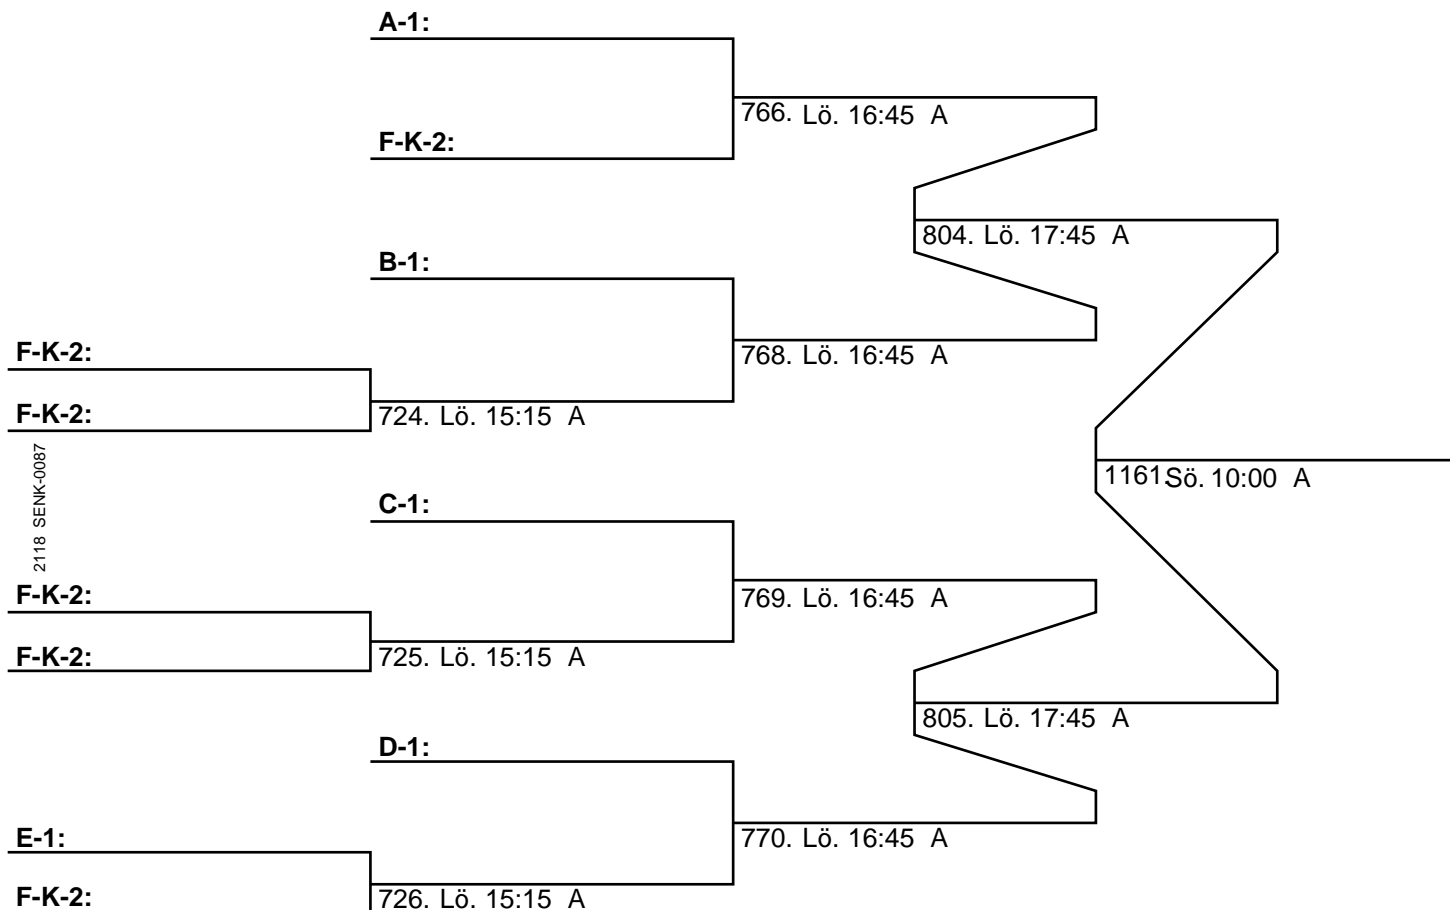 A-1:
766. Lö. 16:45 A
F-K-2:
804. Lö. 17:45 A
B-1:
F-K-2:
768. Lö. 16:45 A
F-K-2:
724. Lö. 15:15 A
2118 SENK-0087
1161. Sö. 10:00 A
C-1:
F-K-2:
769. Lö. 16:45 A
F-K-2:
725. Lö. 15:15 A
805. Lö. 17:45 A
D-1:
E-1:
770. Lö. 16:45 A
F-K-2:
726. Lö. 15:15 A